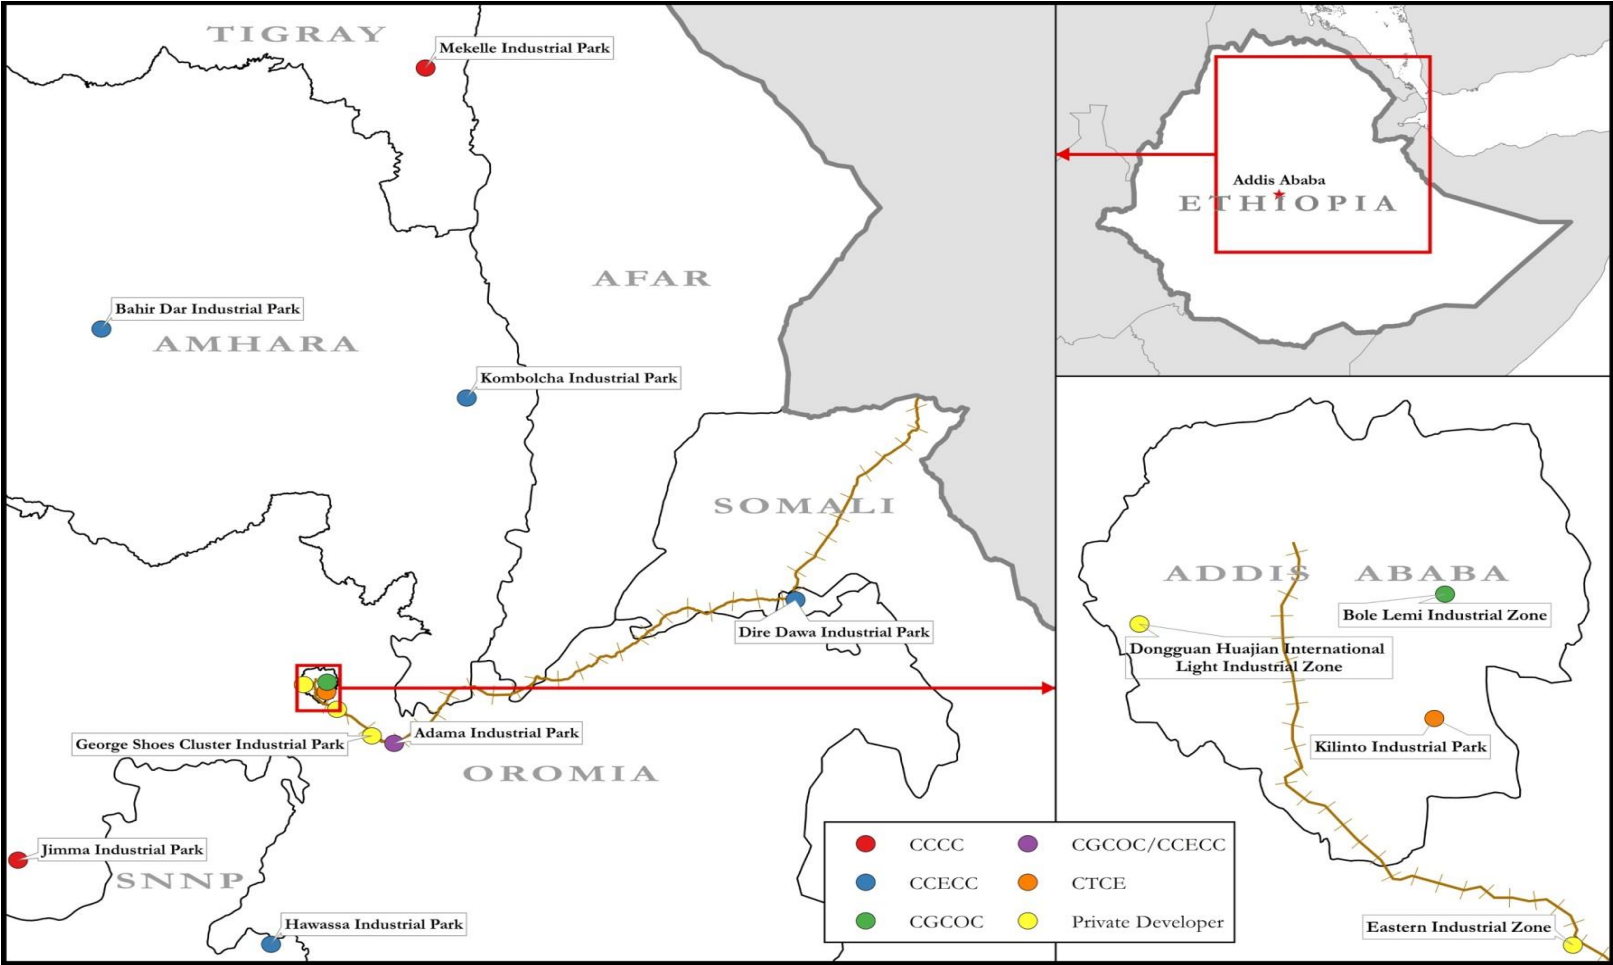 TIGRAY
Mekelle Industrial Park
AFAR
Bahir Dar Industrial Park
AMHARA
Kombolcha Industrial Park
SOMALI
Dire Dawa Industrial Park
Adama Industrial Park
George Shoes Cluster Industrial Park
OROMIA
Jimma Industrial Park
SNNP
Hawassa Industrial Park
Addis Ababa
ETHIOPIA
ADDIS ABABA
Bole Lemi Industrial Zone
Dongguan Huajian International
Light Industrial Zone
Kilinto Industrial Park
Eastern Industrial Zone
CCCC
CCECC
CGCOC
CGCOC/CCECC
CTCE
Private Developer